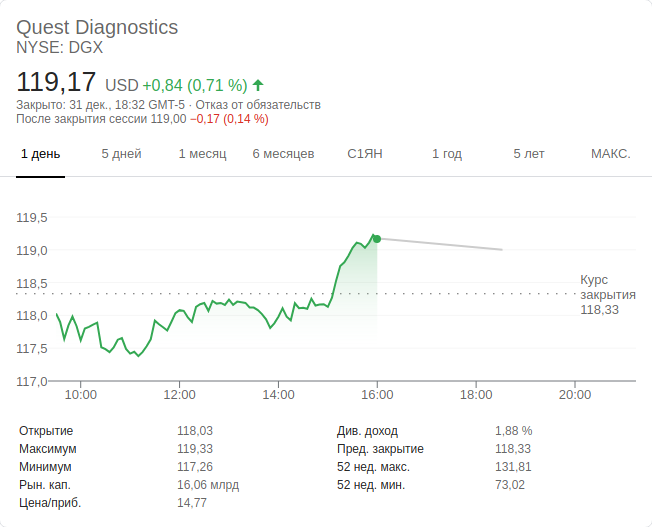 Quest Diagnostics
NYSE: DGX
119,17 USD +0,84 (0,71 %)
Закрыто: 31 дек., 18:32 GMT-5 · Отказ от обязательств
После закрытия сессии 119,00 −0,17 (0,14 %)
1 день 5 дней 1 месяц 6 месяцев С1ЯН 1 год 5 лет МАКС.
119,5
119,0
118,5
118,0
117,5
117,0
Курс
закрытия
118,33
10:00 12:00 14:00 16:00 18:00 20:00
Открытие 118,03 Див. доход 1,88 %
Максимум 119,33 Пред. закрытие 118,33
Минимум 117,26 52 нед. макс. 131,81
Рын. кап. 16,06 млрд 52 нед. мин. 73,02
Цена/приб. 14,77